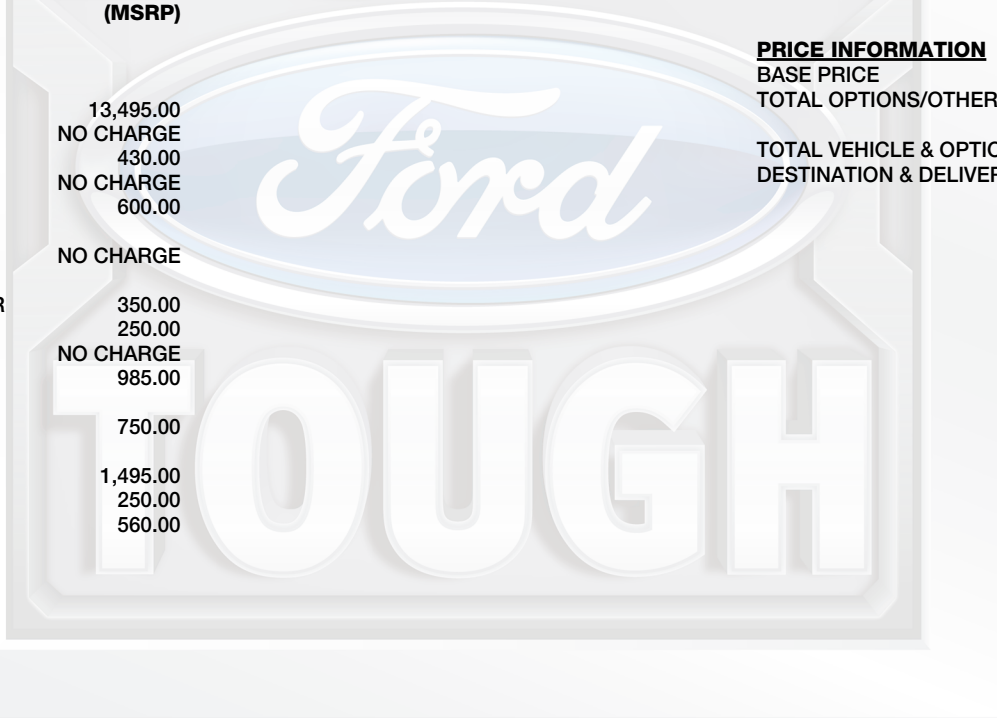 (MSRP)
13,495.00
NO CHARGE
430.00
NO CHARGE
600.00
NO CHARGE
R 350.00
250.00
NO CHARGE
985.00
750.00
1,495.00
250.00
560.00
PRICE INFORMATION
BASE PRICE
TOTAL OPTIONS/OTHER
TOTAL VEHICLE & OPTIO
DESTINATION & DELIVER
Ford
TOUGH